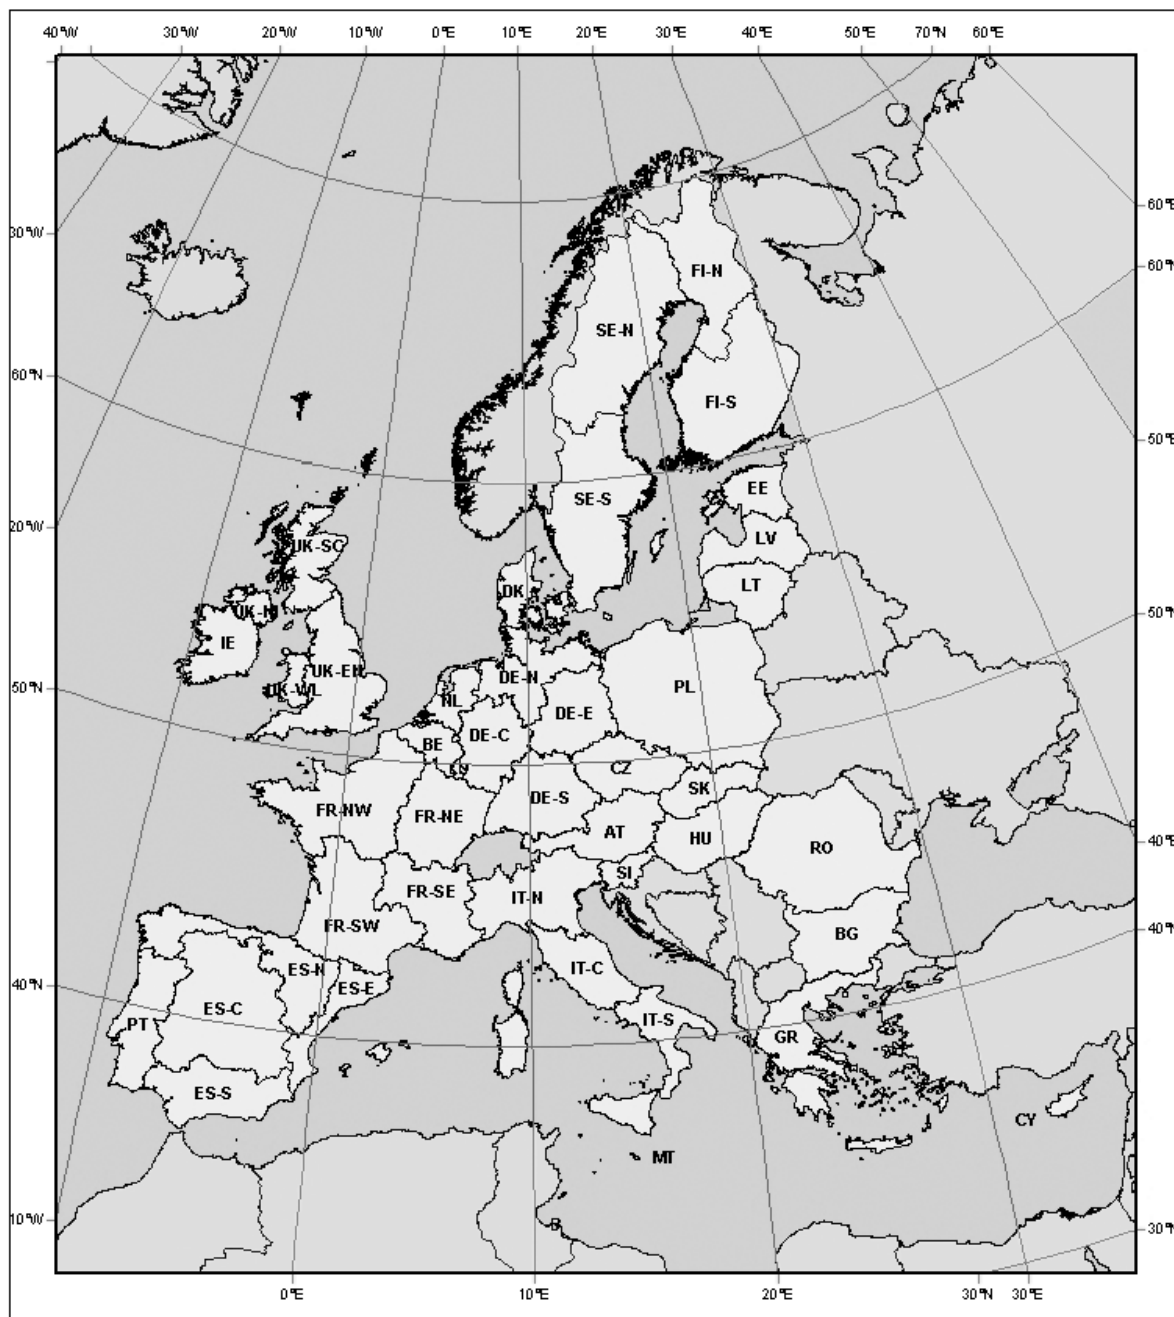 40°W 30°W 20°W 10°W 0°E 10°E 20°E 30°E 40°E 50°E 70°N 60°E
60°E
30°W
60°N
FI-N
SE-N
60°N
FI-S
50°E
EE
SE-S
20°W
LV
UK-SC
LT
DK
UK-NI
50°N
IE
UK-EN
DE-N
UK-WL
50°N
NL
PL
DE-E
DE-C
BE
LU
CZ
SK
FR-NW
DE-S
FR-NE
AT
HU
40°E
RO
SI
FR-SE
IT-N
FR-SW
BG
40°N
ES-N
IT-C
ES-E
40°N
ES-C
PT
IT-S
GR
ES-S
CY
MT
10°W
30°N
0°E 10°E 20°E 30°N 30°E